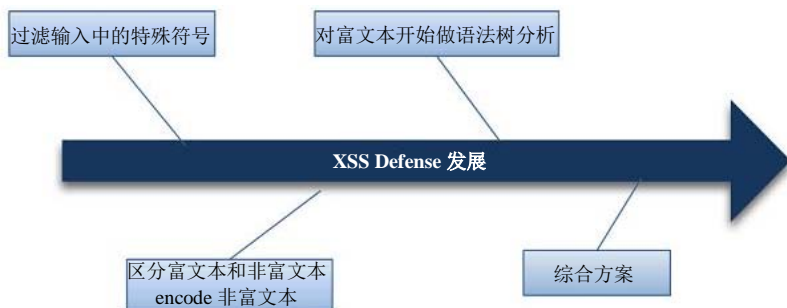 过滤输入中的特殊符号
对富文本开始做语法树分析
XSS Defense 发展
区分富文本和非富文本
encode 非富文本
综合方案